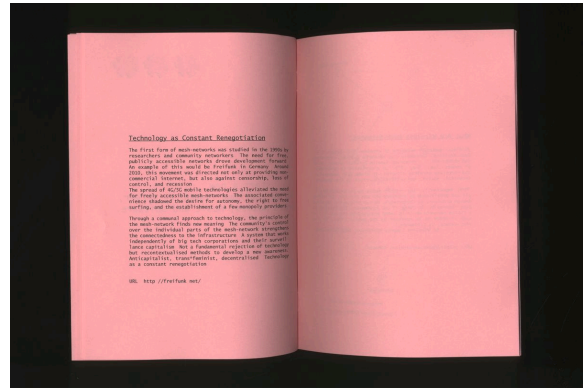 Technology as Constant Renegotiation
The first form of mesh-networks was studied in the 1990s by
researchers and community networkers The need for free,
publicly accessible networks drove development forward
An example of this would be Freifunk in Germany Around
2010, this movement was directed not only at providing non-
commercial internet, but also against censorship, loss of
control, and recession
The spread of 4G/5G mobile technologies alleviated the need
for freely accessible mesh-networks The associated conve-
nience shadowed the desire for autonomy, the right to free
surfing, and the establishment of a few monopoly providers
Through a communal approach to technology, the principle of
the mesh-network finds new meaning The community's control
over the individual parts of the mesh-network strengthens
the connectedness to the infrastructure A system that works
independently of big tech corporations and their surveil-
lance capitalism Not a fundamental rejection of technology
but recontextualised methods to develop a new awareness
Anticapitalist, trans*feminist, decentralised Technology
as a constant renegotiation
URL http //freifunk net/